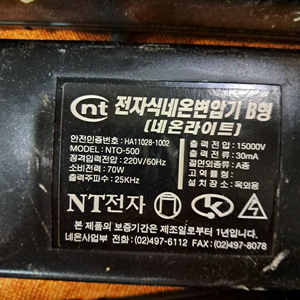 nt 전자식네온변압기 B형
[네온라이트]
안전인증번호 : HA11028-1002
MODEL : NTO-500
정격입력전압 : 220V/60Hz
소비전력 : 70W
출력주파수 : 25KHz
출력전압 : 15000V
출력전류 : 30mA
절연의종류 : A종
고역률형
설치장소 : 옥외용
NT전자
본 제품의 보증기간은 제조일로부터 1년입니다
네온사업부 전화 : (02)497-6112 FAX : (02)497-8078